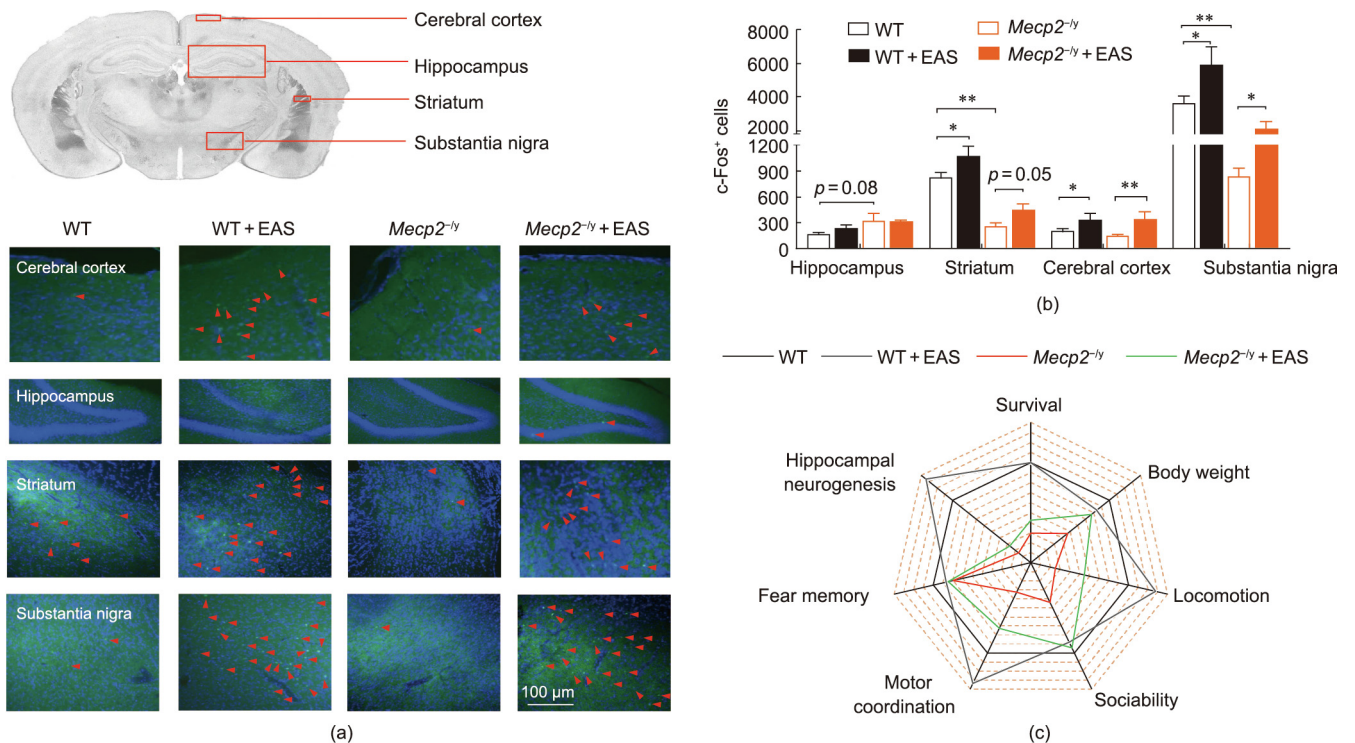 Cerebral cortex
Hippocampus
Striatum
Substantia nigra
WT
WT + EAS
Mecp2⁻/ʸ
Mecp2⁻/ʸ + EAS
Cerebral cortex
Hippocampus
Striatum
Substantia nigra
100 μm
(a)
WT
Mecp2⁻/ʸ
WT + EAS
Mecp2⁻/ʸ + EAS
c-Fos⁺ cells
8000
6000
4000
2000
1200
900
600
300
0
p = 0.08
**
*
p = 0.05
*
**
**
*
*
Hippocampus
Striatum
Cerebral cortex
Substantia nigra
(b)
WT
WT + EAS
Mecp2⁻/ʸ
Mecp2⁻/ʸ + EAS
Survival
Body weight
Locomotion
Sociability
Motor
coordination
Fear memory
Hippocampal
neurogenesis
(c)